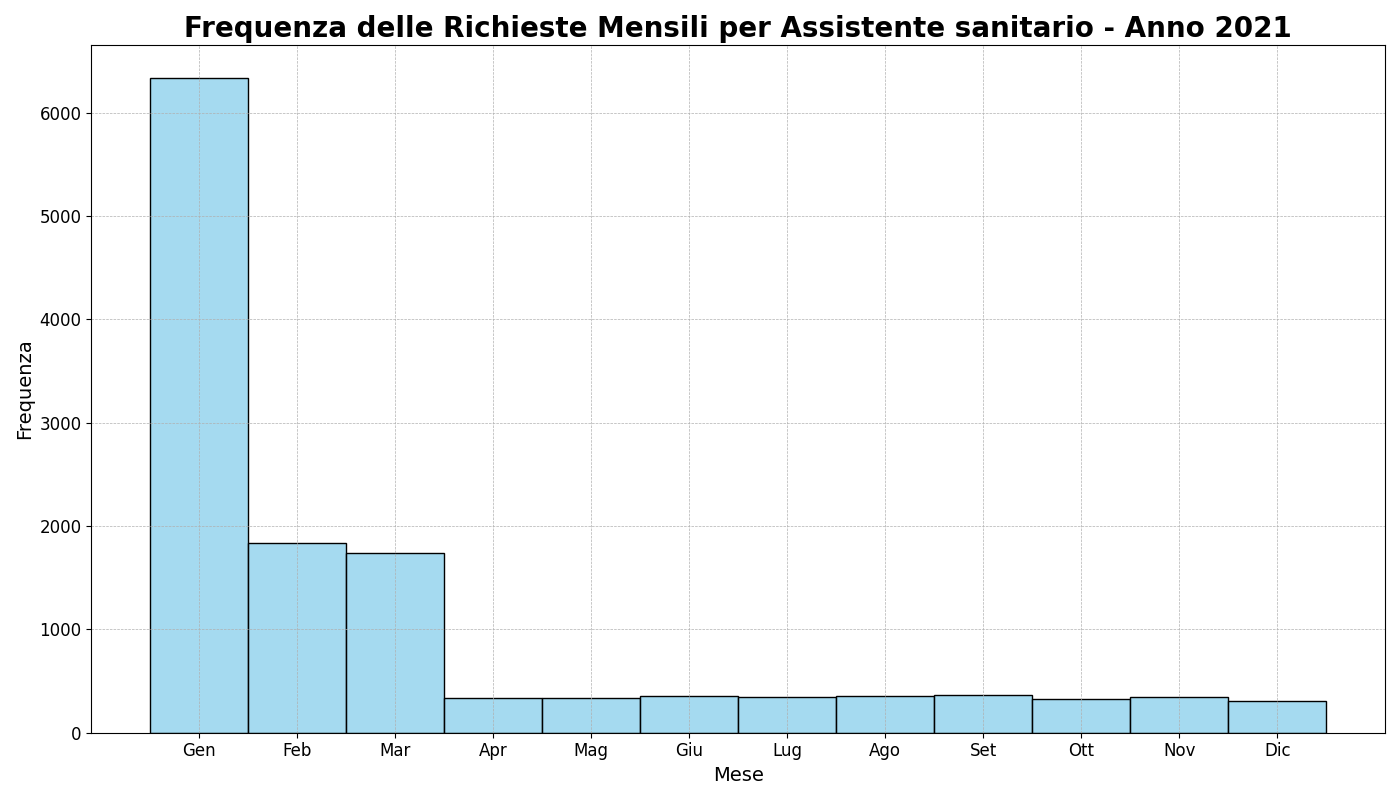 Frequenza delle Richieste Mensili per Assistente sanitario - Anno 2021
Frequenza
6000
5000
4000
3000
2000
1000
0
Gen Feb Mar Apr Mag Giu Lug Ago Set Ott Nov Dic
Mese